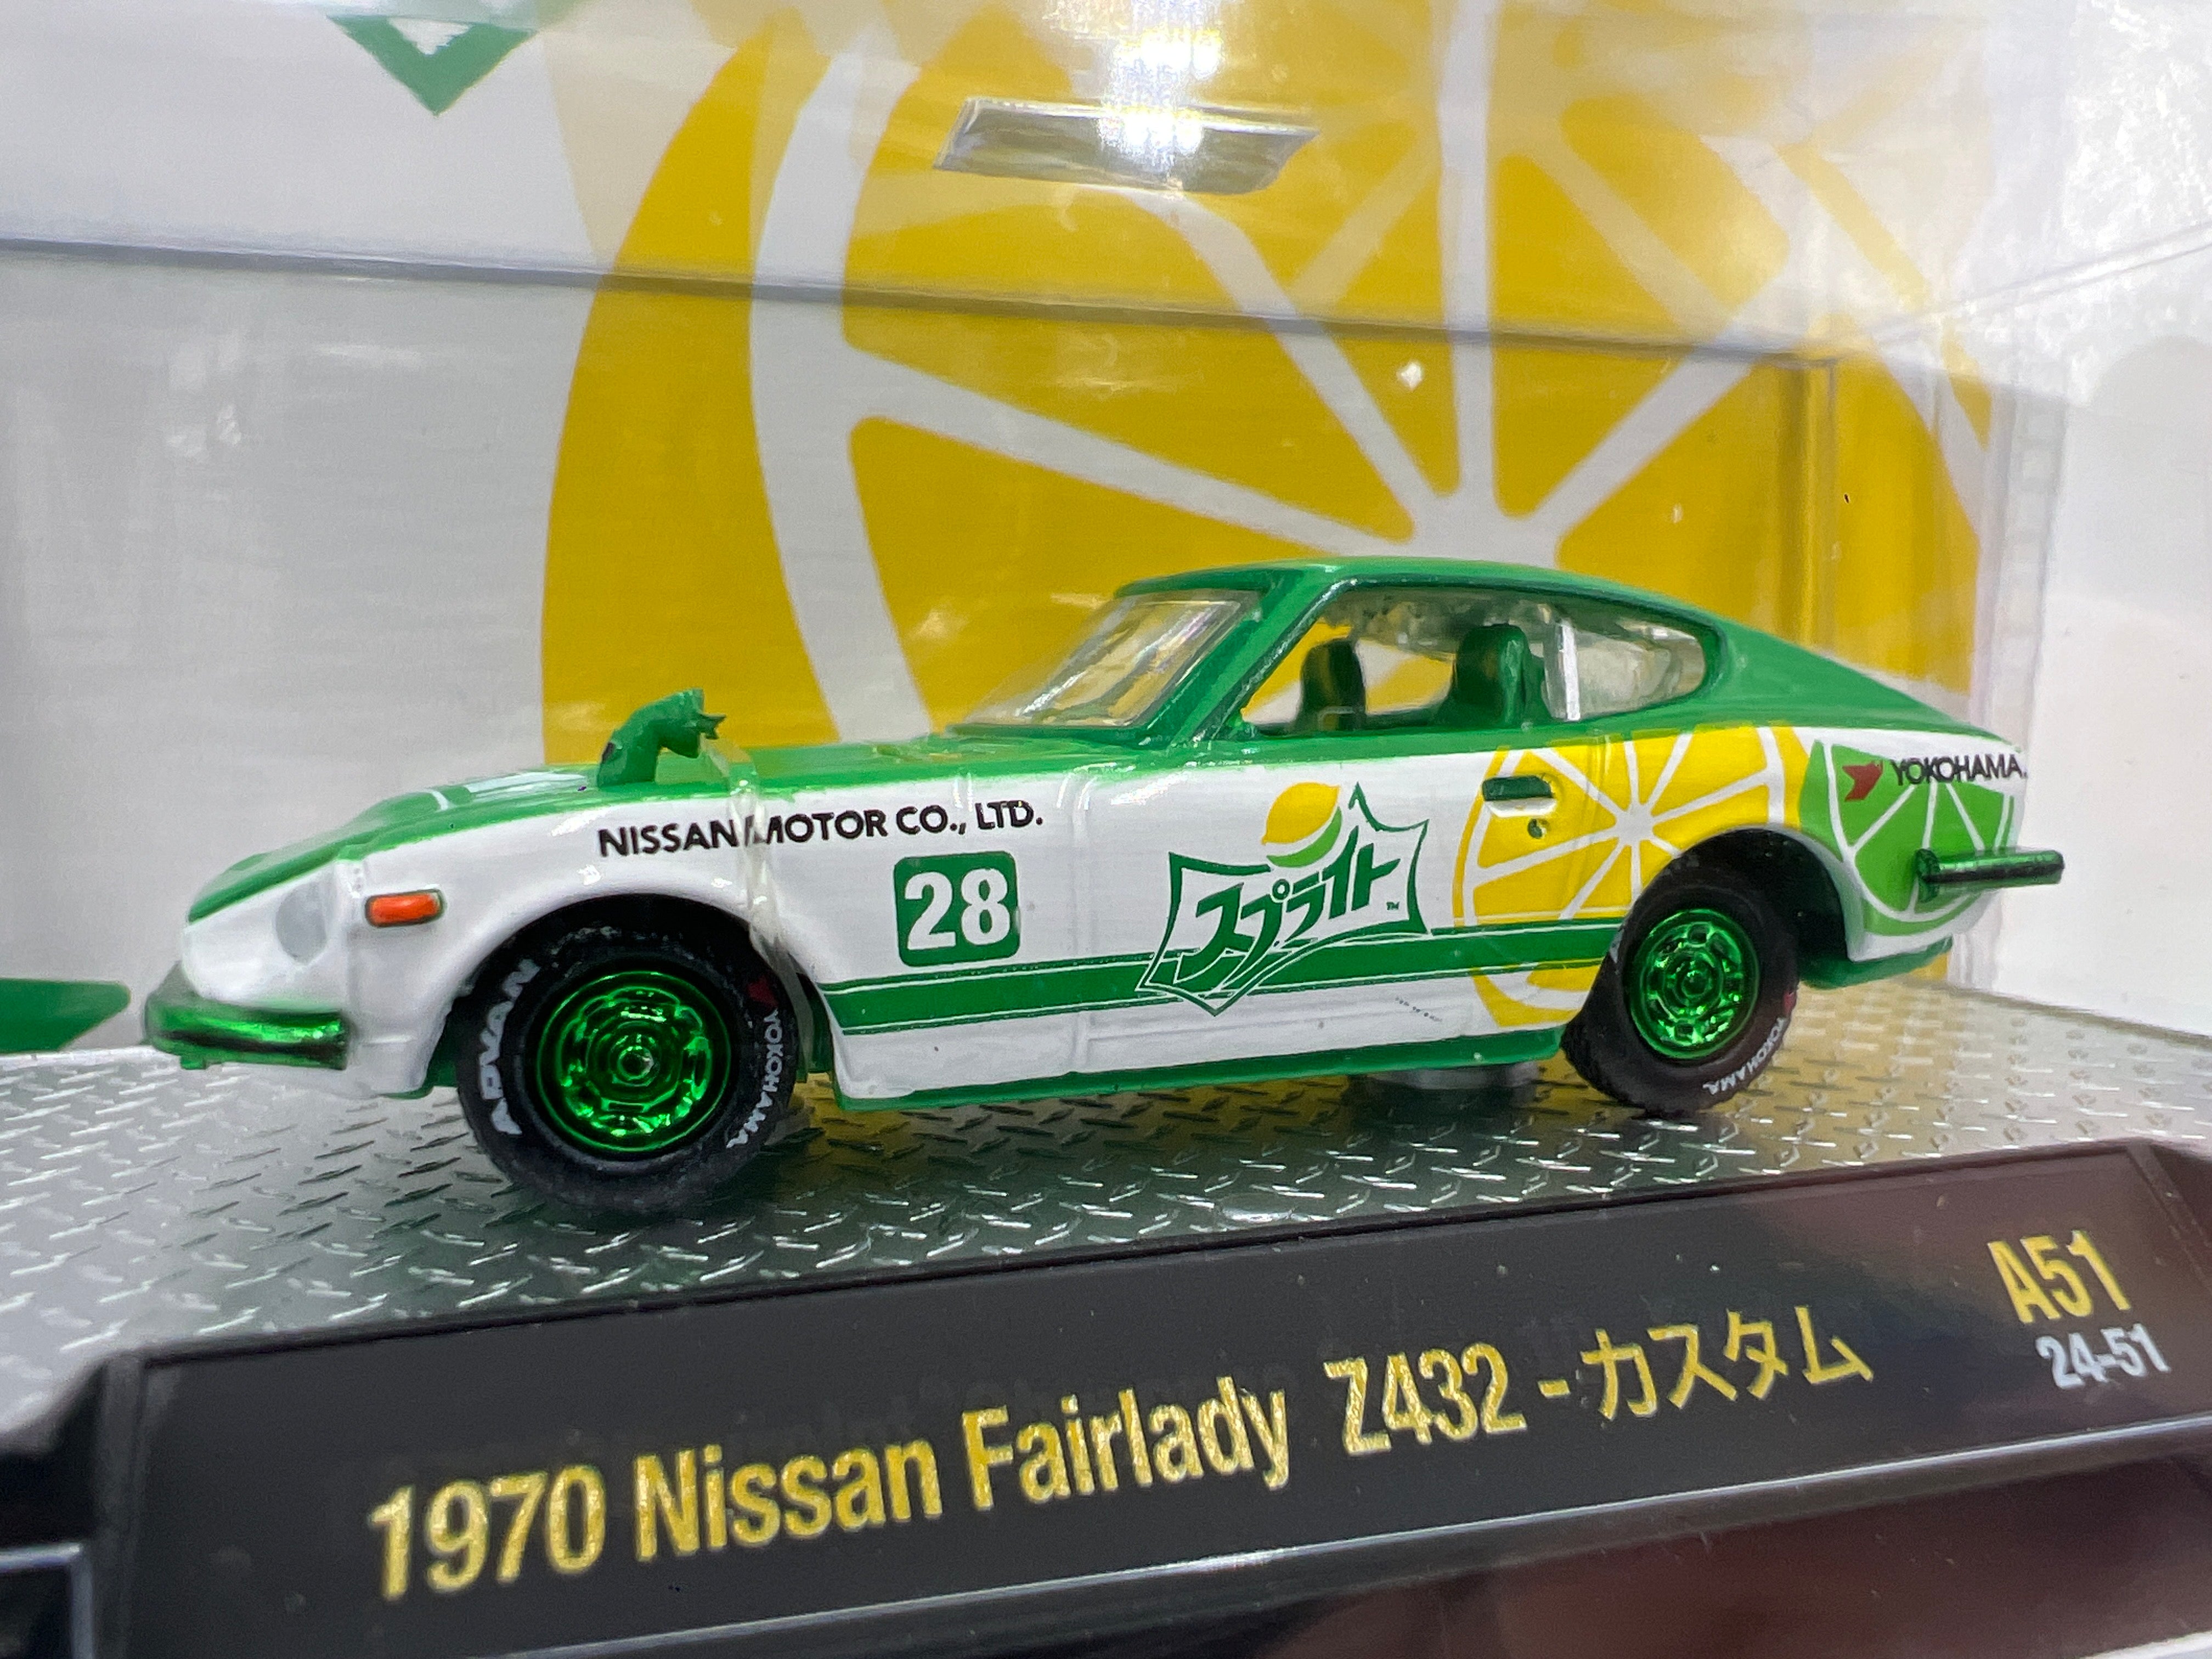 NISSAN MOTOR CO., LTD.
28
スプライト
TM
YOKOHAMA
ADVAN
YOKOHAMA
YOKOHAMA
1970 Nissan Fairlady Z432 - カスタム
A51
24-51